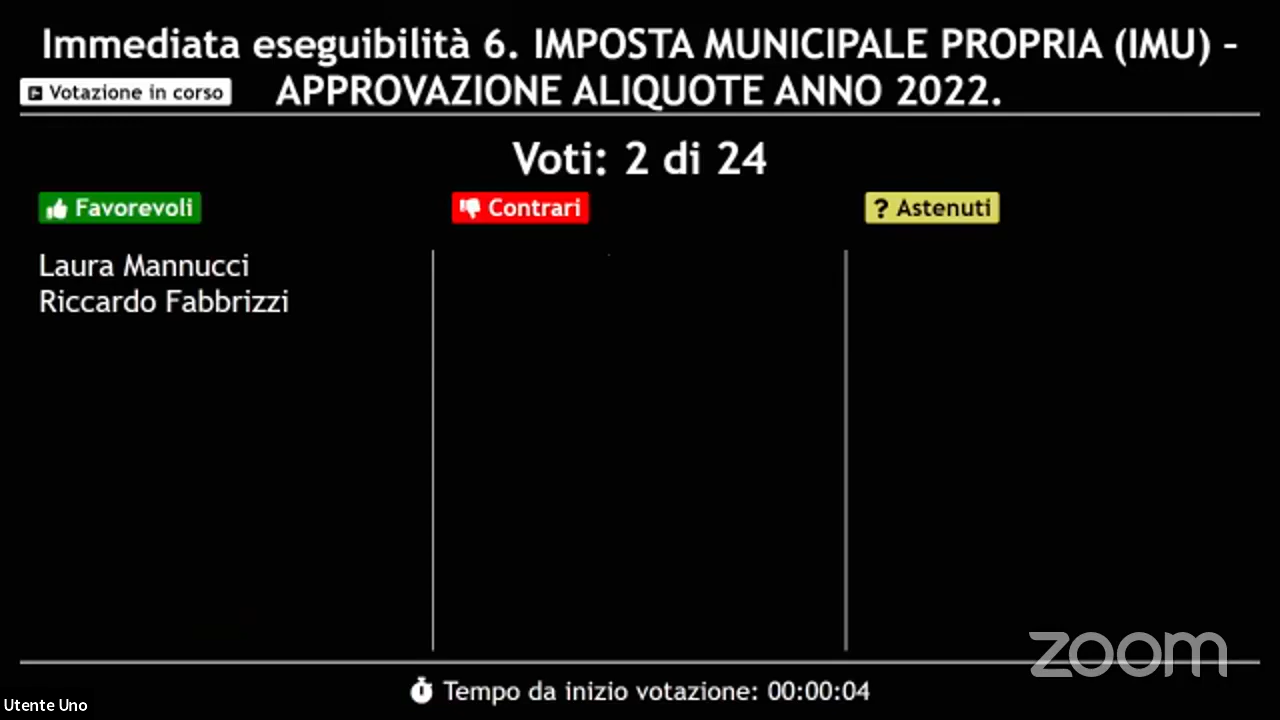 Immediata eseguibilità 6. IMPOSTA MUNICIPALE PROPRIA (IMU) –
Votazione in corso
APPROVAZIONE ALIQUOTE ANNO 2022.
Voti: 2 di 24
Favorevoli
Contrari
? Astenuti
Laura Mannucci
Riccardo Fabbrizzi
zoom
Tempo da inizio votazione: 00:00:04
Utente Uno